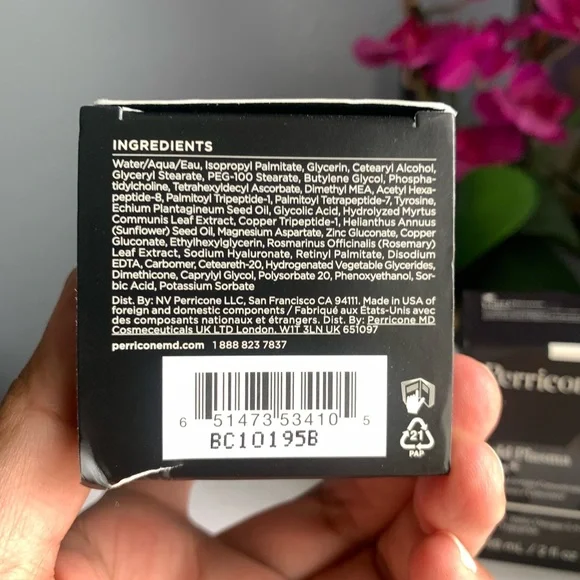 INGREDIENTS
Water/Aqua/Eau, Isopropyl Palmitate, Glycerin, Cetearyl Alcohol,
Glyceryl Stearate, PEG-100 Stearate, Butylene Glycol, Phospha-
tidylcholine, Tetrahexyldecyl Ascorbate, Dimethyl MEA, Acetyl Hexa-
peptide-8, Palmitoyl Tripeptide-1, Palmitoyl Tetrapeptide-7, Tyrosine,
Echium Plantagineum Seed Oil, Glycolic Acid, Hydrolyzed Myrtus
Communis Leaf Extract, Copper Tripeptide-1, Helianthus Annuus
(Sunflower) Seed Oil, Magnesium Aspartate, Zinc Gluconate, Copper
Gluconate, Ethylhexylglycerin, Rosmarinus Officinalis (Rosemary)
Leaf Extract, Sodium Hyaluronate, Retinyl Palmitate, Disodium
EDTA, Carbomer, Ceteareth-20, Hydrogenated Vegetable Glycerides,
Dimethicone, Caprylyl Glycol, Polysorbate 20, Phenoxyethanol, Sor-
bic Acid, Potassium Sorbate
Dist. By: NV Perricone LLC, San Francisco CA 94111. Made in USA of
foreign and domestic components / Fabriqué aux États-Unis avec
des composants nationaux et étrangers. Dist. By: Perricone MD
Cosmeceuticals UK LTD London, W1T 3LN UK 651097
perriconemd.com 1 888 823 7837
6 51473 53410 5
BC10195B
21
PAP
Perricon
Plasma